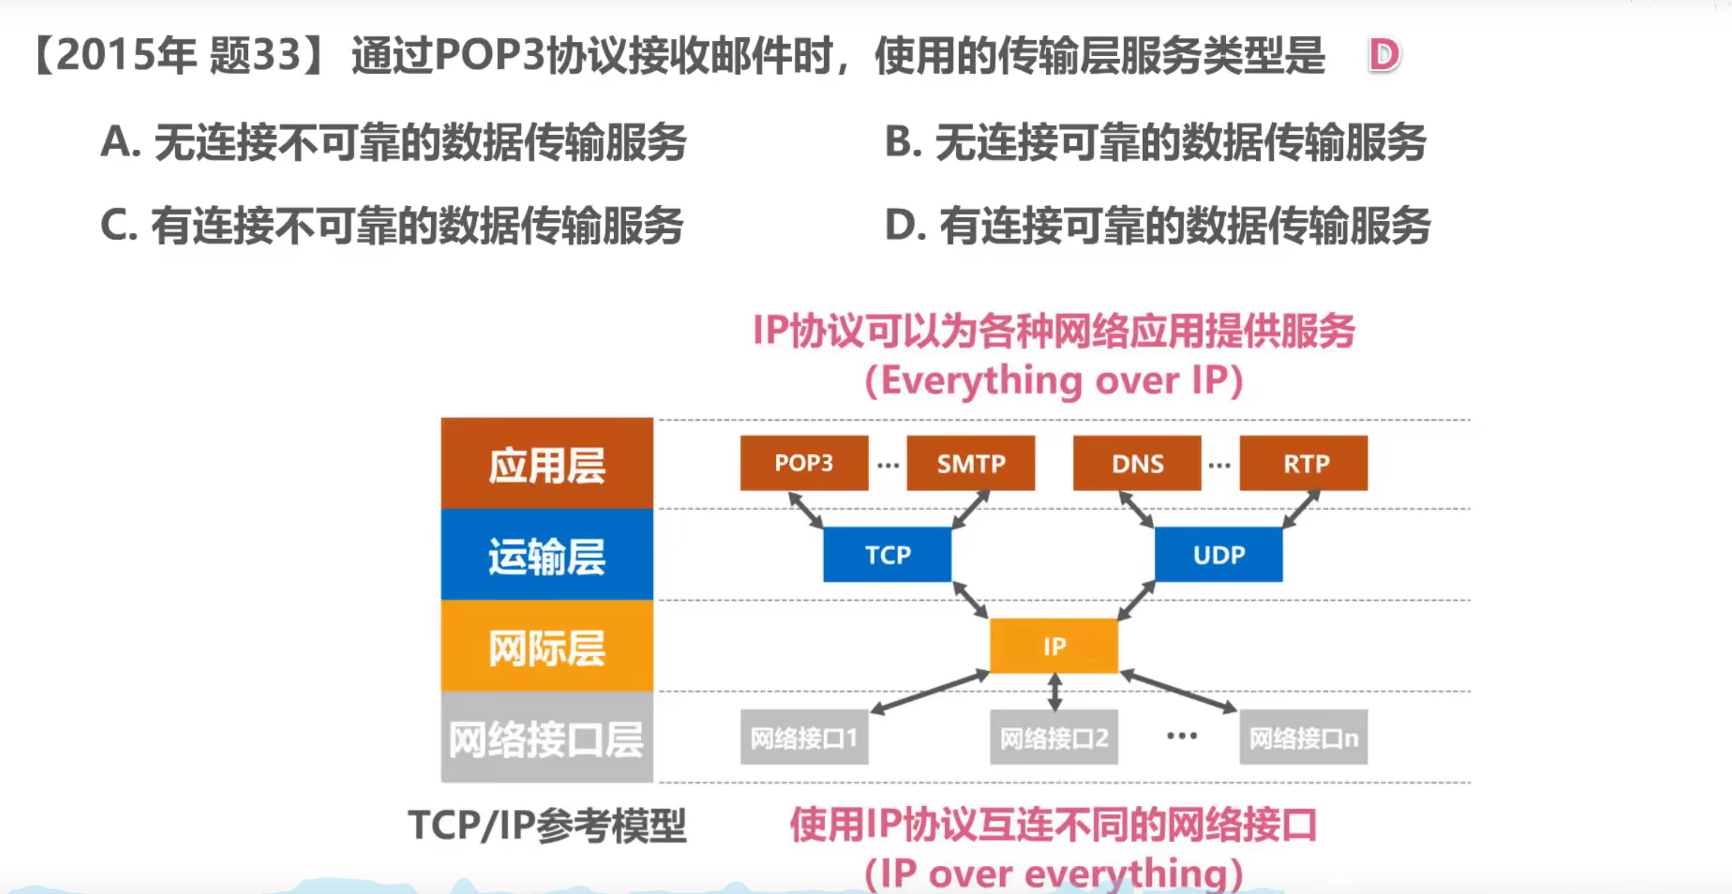 【2015年 题33】 通过POP3协议接收邮件时，使用的传输层服务类型是 D
A. 无连接不可靠的数据传输服务
B. 无连接可靠的数据传输服务
C. 有连接不可靠的数据传输服务
D. 有连接可靠的数据传输服务
IP协议可以为各种网络应用提供服务
（Everything over IP）
应用层
POP3 ··· SMTP DNS ··· RTP
运输层
TCP UDP
网际层
IP
网络接口层
网络接口1 网络接口2 ··· 网络接口n
TCP/IP参考模型
使用IP协议互连不同的网络接口
（IP over everything）